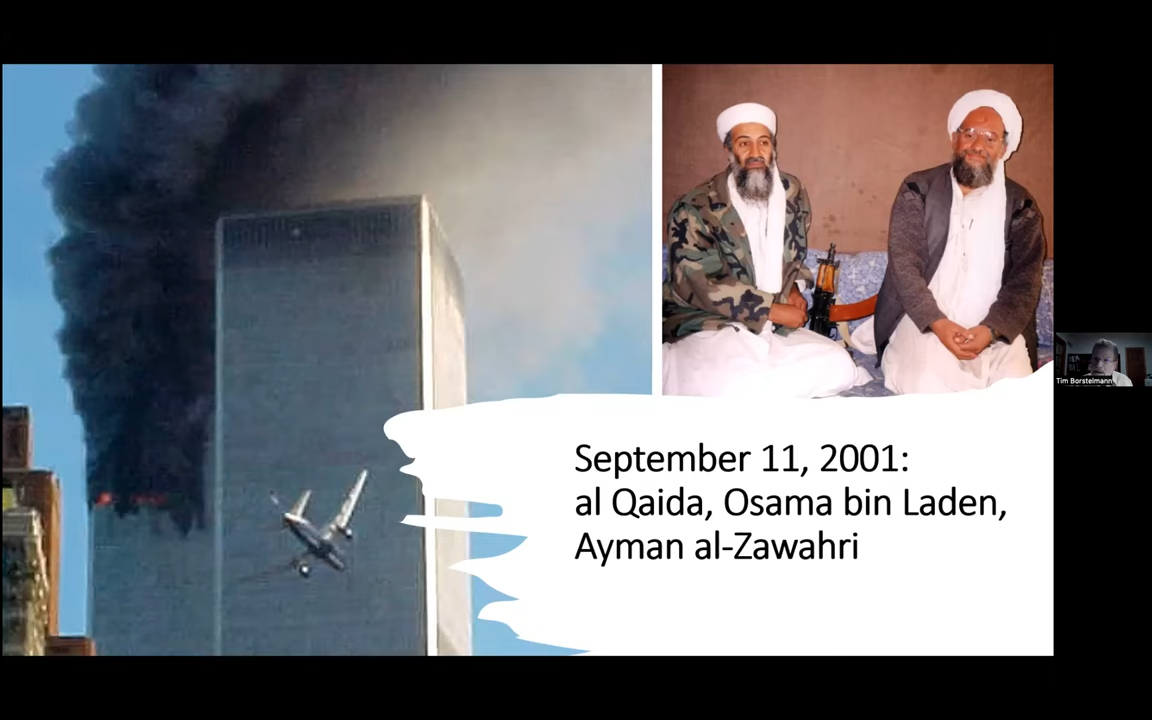 September 11, 2001:
al Qaida, Osama bin Laden,
Ayman al-Zawahri
Tim Borstelmann